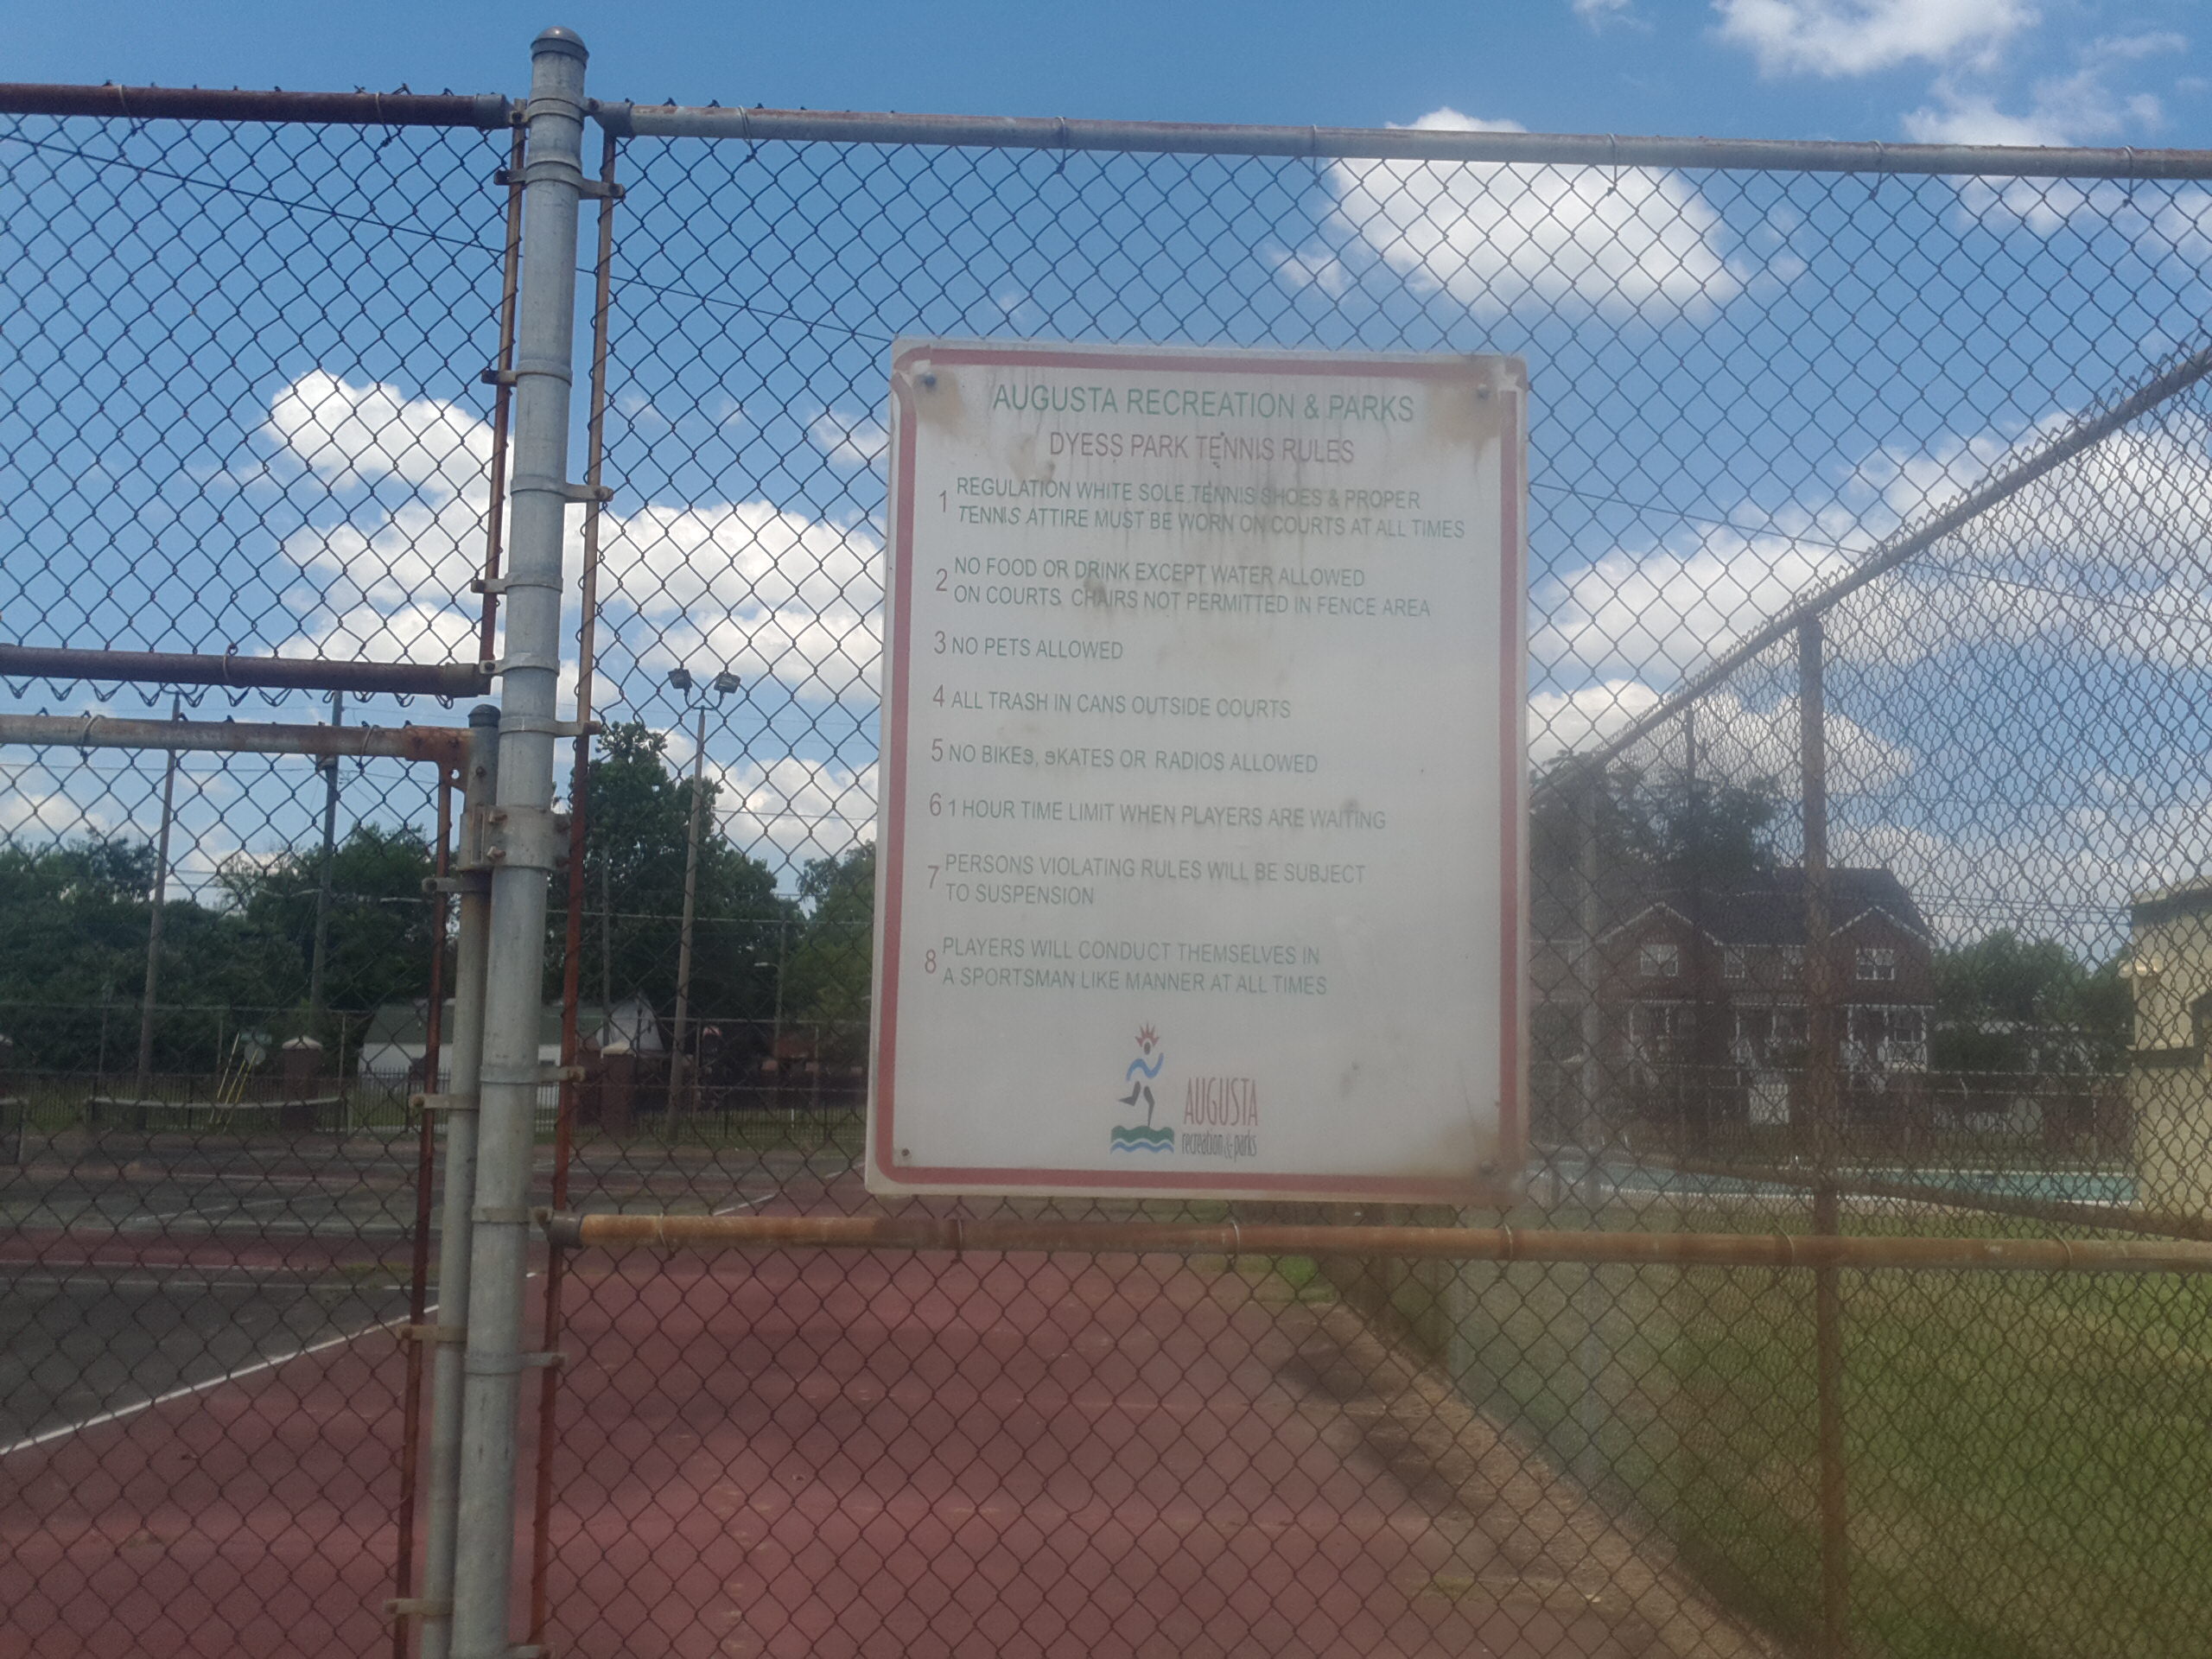 AUGUSTA RECREATION & PARKS
DYESS PARK TENNIS RULES
1 REGULATION WHITE SOLE TENNIS SHOES & PROPER
TENNIS ATTIRE MUST BE WORN ON COURTS AT ALL TIMES
2 NO FOOD OR DRINK EXCEPT WATER ALLOWED
ON COURTS. CHAIRS NOT PERMITTED IN FENCE AREA
3 NO PETS ALLOWED
4 ALL TRASH IN CANS OUTSIDE COURTS
5 NO BIKES, SKATES OR RADIOS ALLOWED
6 1 HOUR TIME LIMIT WHEN PLAYERS ARE WAITING
7 PERSONS VIOLATING RULES WILL BE SUBJECT
TO SUSPENSION
8 PLAYERS WILL CONDUCT THEMSELVES IN
A SPORTSMAN LIKE MANNER AT ALL TIMES
AUGUSTA
recreation & parks